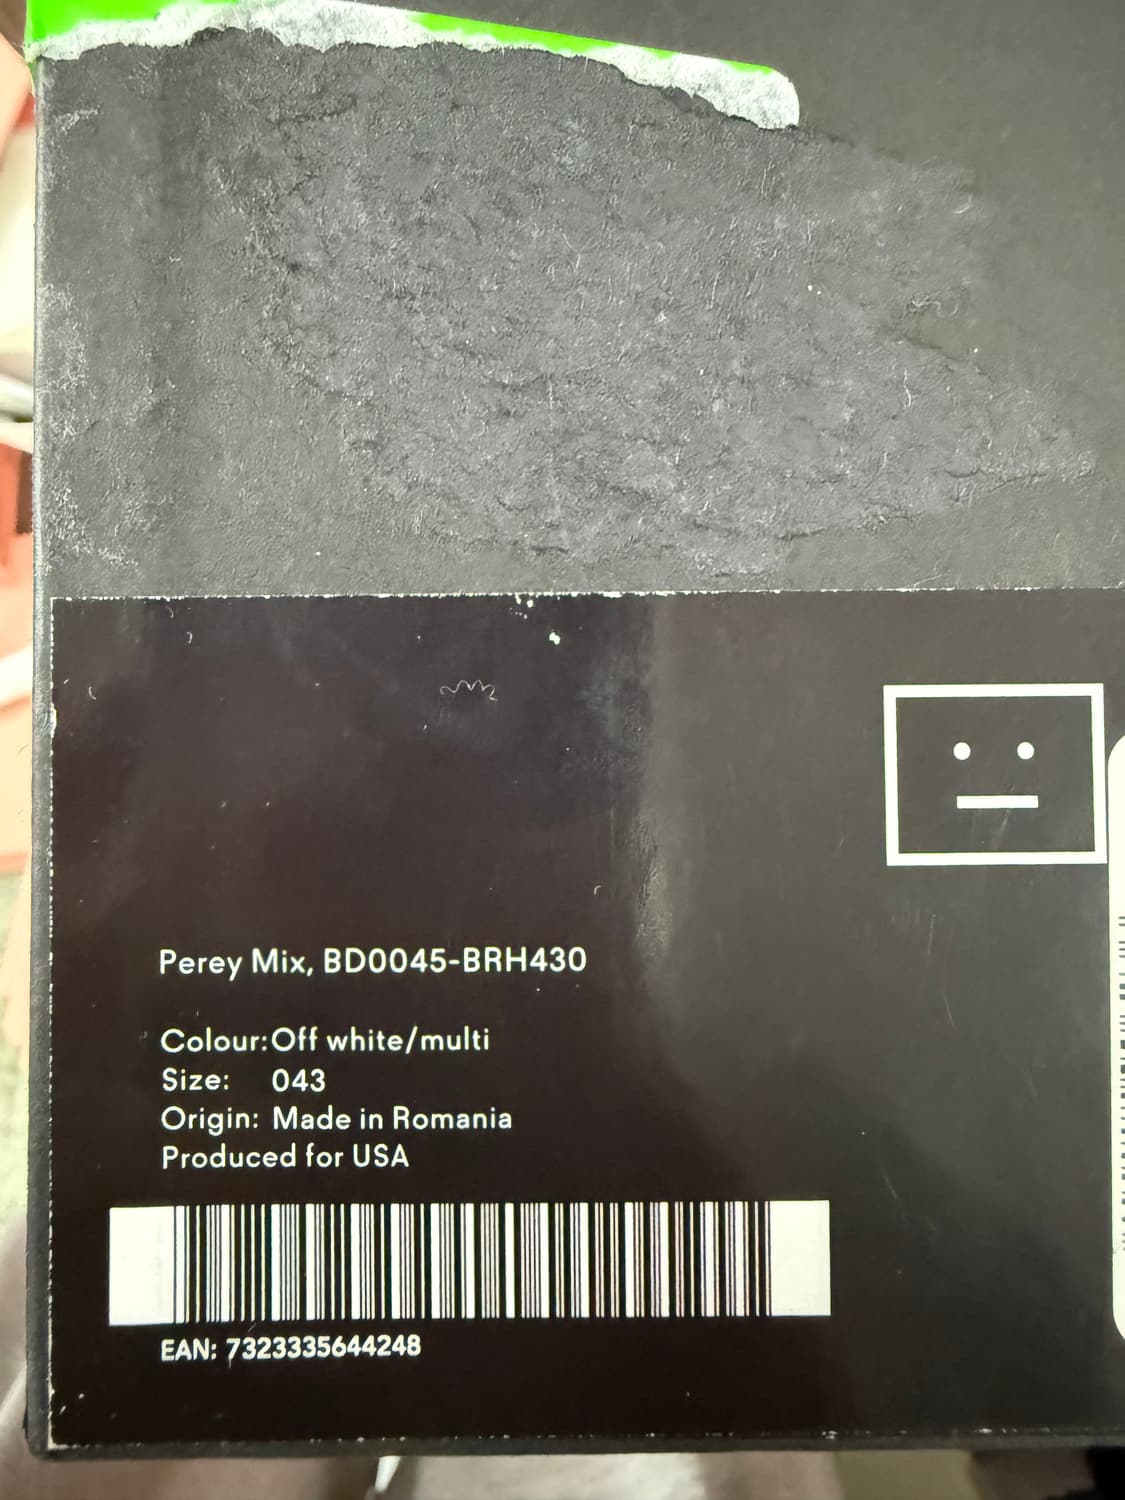 Perey Mix, BD0045-BRH430
Colour: Off white/multi
Size: 043
Origin: Made in Romania
Produced for USA
EAN: 7323335644248